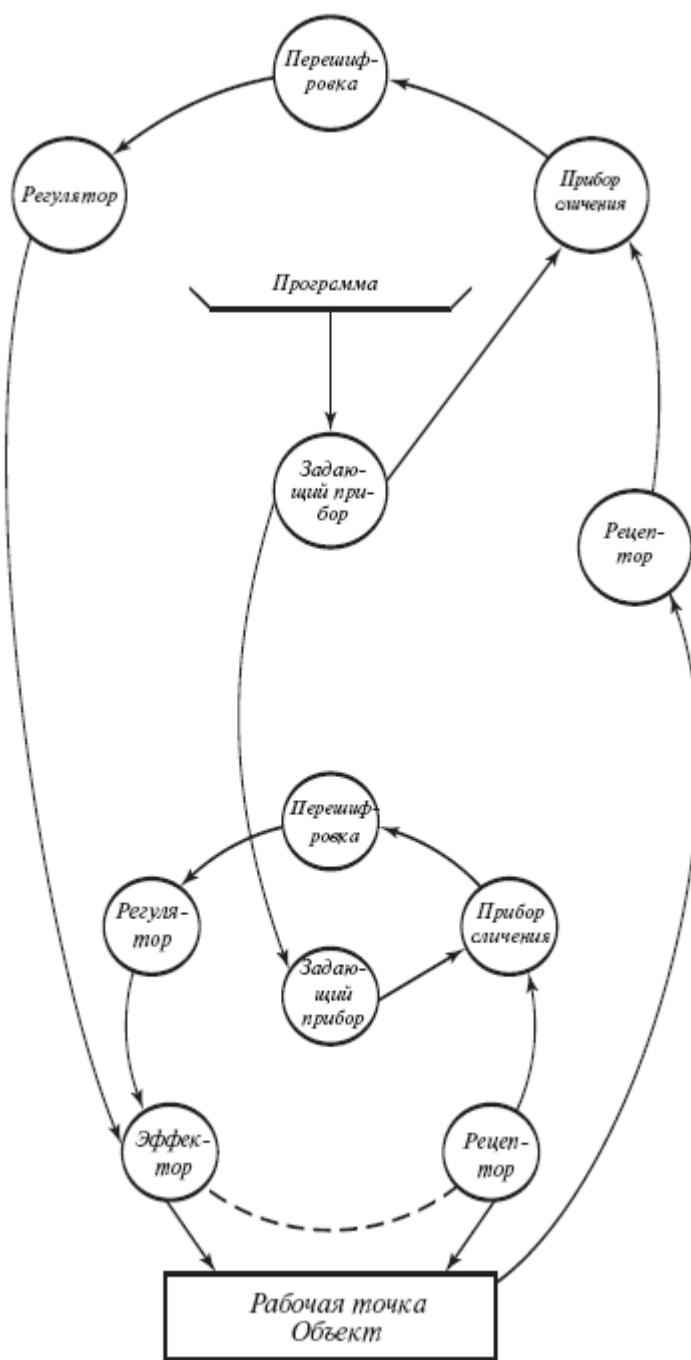 Перешиф-
ровка
Регулятор
Прибор
сличения
Программа
Задаю-
щий при-
бор
Рецеп-
тор
Перешиф-
ровка
Регуля-
тор
Прибор
сличения
Задаю-
щий
прибор
Эффек-
тор
Рецеп-
тор
Рабочая точка
Объект